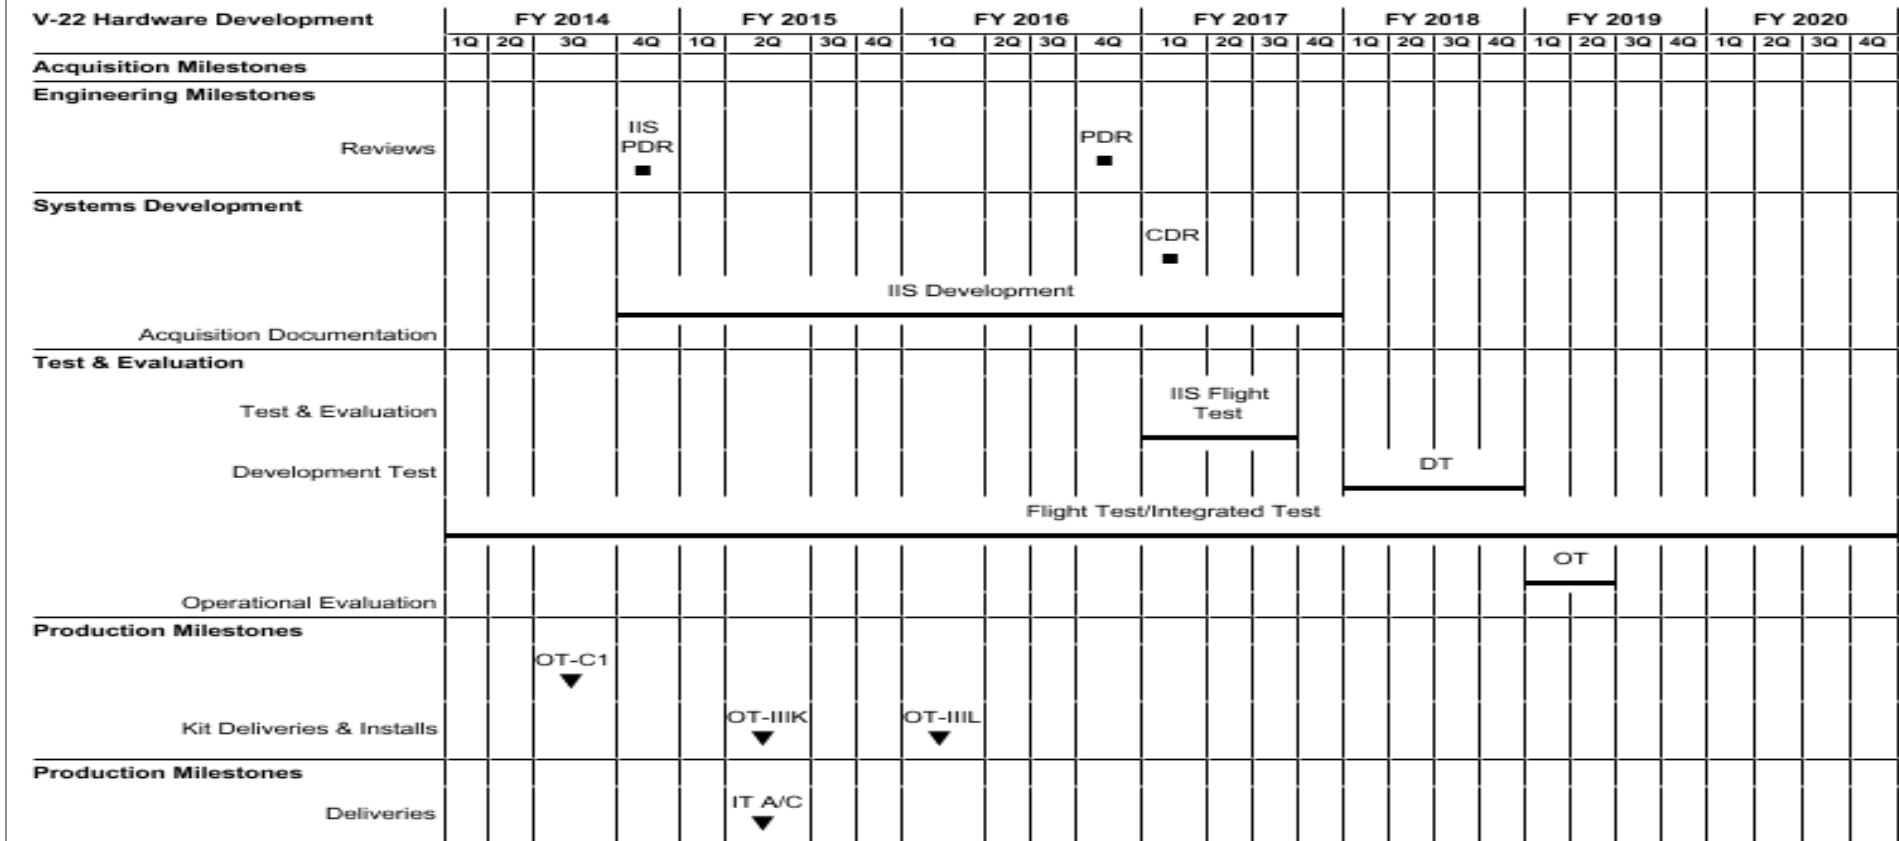 V-22 Hardware Development FY 2014 FY 2015 FY 2016 FY 2017 FY 2018 FY 2019 FY 2020
1Q 2Q 3Q 4Q 1Q 2Q 3Q 4Q 1Q 2Q 3Q 4Q 1Q 2Q 3Q 4Q 1Q 2Q 3Q 4Q 1Q 2Q 3Q 4Q 1Q 2Q 3Q 4Q
Acquisition Milestones
Engineering Milestones
Reviews
IIS
PDR
PDR
Systems Development
CDR
IIS Development
Acquisition Documentation
Test & Evaluation
Test & Evaluation
IIS Flight
Test
Development Test
DT
Flight Test/Integrated Test
OT
Operational Evaluation
Production Milestones
OT-C1
Kit Deliveries & Installs
OT-IIIK
OT-IIIL
Production Milestones
Deliveries
IT A/C